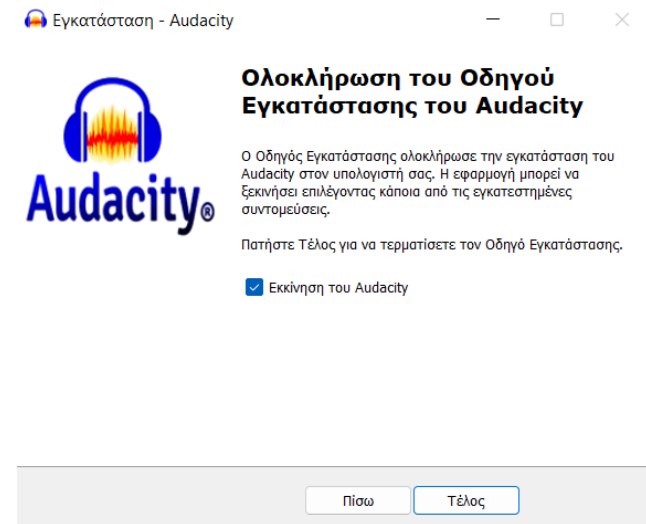 Εγκατάσταση - Audacity
Audacity®
Ολοκλήρωση του Οδηγού
Εγκατάστασης του Audacity
Ο Οδηγός Εγκατάστασης ολοκλήρωσε την εγκατάσταση του
Audacity στον υπολογιστή σας. Η εφαρμογή μπορεί να
ξεκινήσει επιλέγοντας κάποια από τις εγκατεστημένες
συντομεύσεις.
Πατήστε Τέλος για να τερματίσετε τον Οδηγό Εγκατάστασης.
Εκκίνηση του Audacity
Πίσω
Τέλος